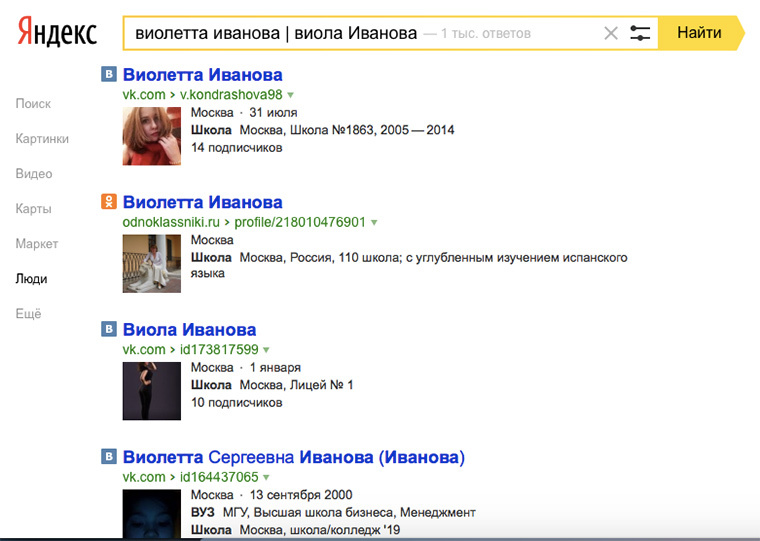 Яндекс
виолетта иванова | виола Иванова — 1 тыс. ответов
Найти
Поиск
Картинки
Видео
Карты
Маркет
Люди
Ещё
Виолетта Иванова
vk.com › v.kondrashova98
Москва · 31 июля
Школа Москва, Школа №1863, 2005 — 2014
14 подписчиков
Виолетта Иванова
odnoklassniki.ru › profile/218010476901
Москва
Школа Москва, Россия, 110 школа; с углубленным изучением испанского
языка
Виола Иванова
vk.com › id173817599
Москва · 1 января
Школа Москва, Лицей № 1
10 подписчиков
Виолетта Сергеевна Иванова (Иванова)
vk.com › id164437065
Москва · 13 сентября 2000
ВУЗ МГУ, Высшая школа бизнеса, Менеджмент
Школа Москва, школа/колледж '19